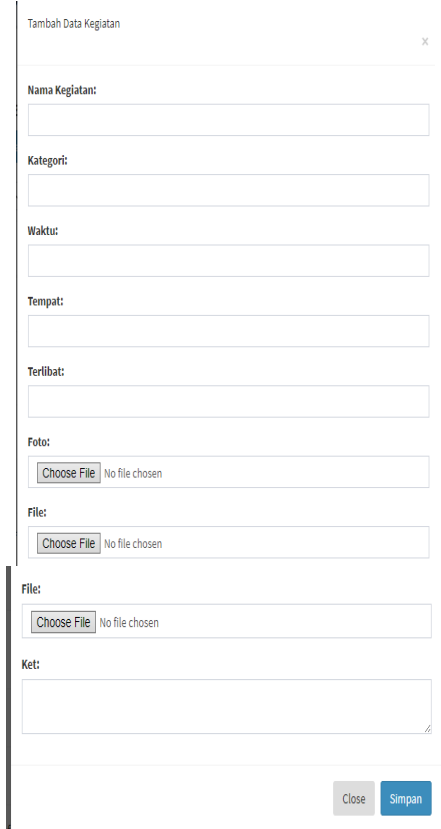 Tambah Data Kegiatan
x
Nama Kegiatan:
Kategori:
Waktu:
Tempat:
Terlibat:
Foto:
Choose File No file chosen
File:
Choose File No file chosen
File:
Choose File No file chosen
Ket:
Close Simpan